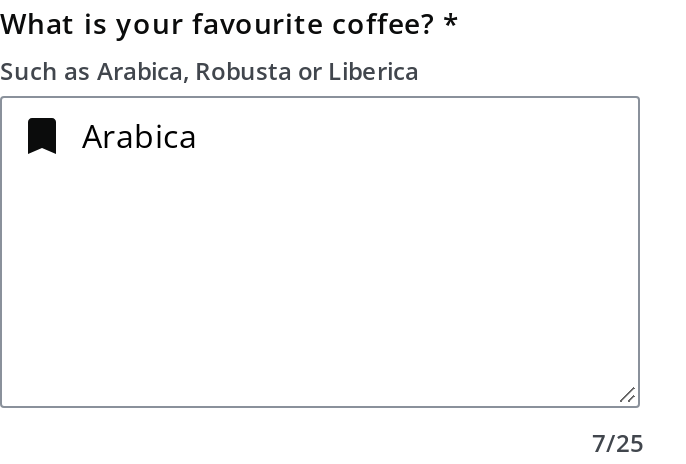 What is your favourite coffee? *
Such as Arabica, Robusta or Liberica
Arabica
7/25